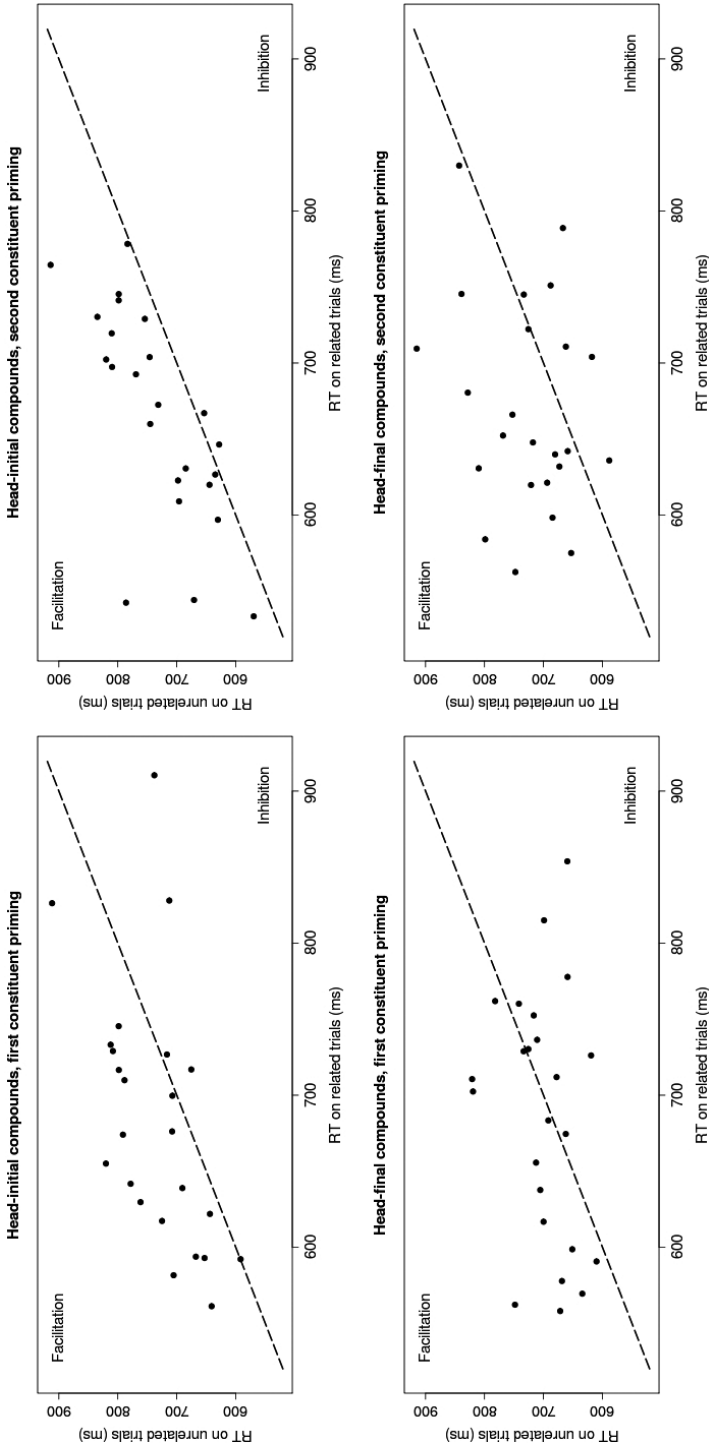 Head-initial compounds, first constituent priming
RT on unrelated trials (ms)
900
800
700
600
Facilitation
Inhibition
600 700 800 900
RT on related trials (ms)
Head-initial compounds, second constituent priming
RT on unrelated trials (ms)
900
800
700
600
Facilitation
Inhibition
600 700 800 900
RT on related trials (ms)
Head-final compounds, first constituent priming
RT on unrelated trials (ms)
900
800
700
600
Facilitation
Inhibition
600 700 800 900
RT on related trials (ms)
Head-final compounds, second constituent priming
RT on unrelated trials (ms)
900
800
700
600
Facilitation
Inhibition
600 700 800 900
RT on related trials (ms)